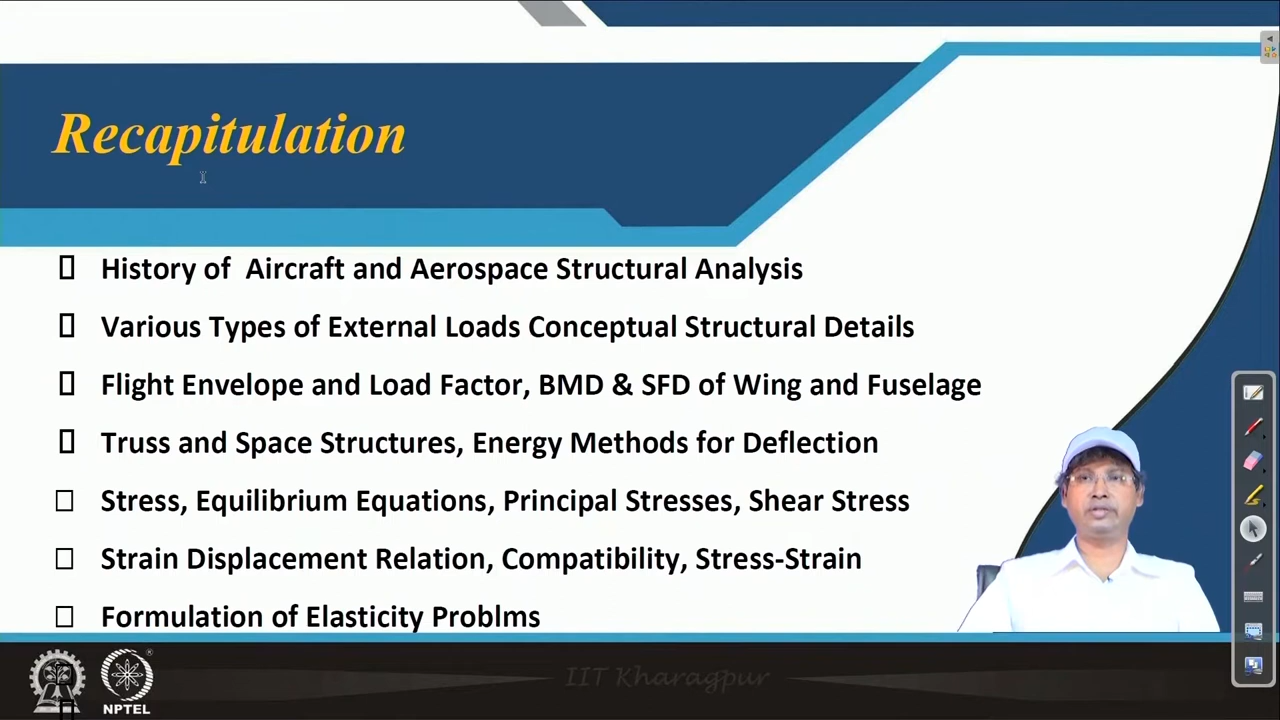 Recapitulation
History of Aircraft and Aerospace Structural Analysis
Various Types of External Loads Conceptual Structural Details
Flight Envelope and Load Factor, BMD & SFD of Wing and Fuselage
Truss and Space Structures, Energy Methods for Deflection
Stress, Equilibrium Equations, Principal Stresses, Shear Stress
Strain Displacement Relation, Compatibility, Stress-Strain
Formulation of Elasticity Problms
IIT Kharagpur
NPTEL